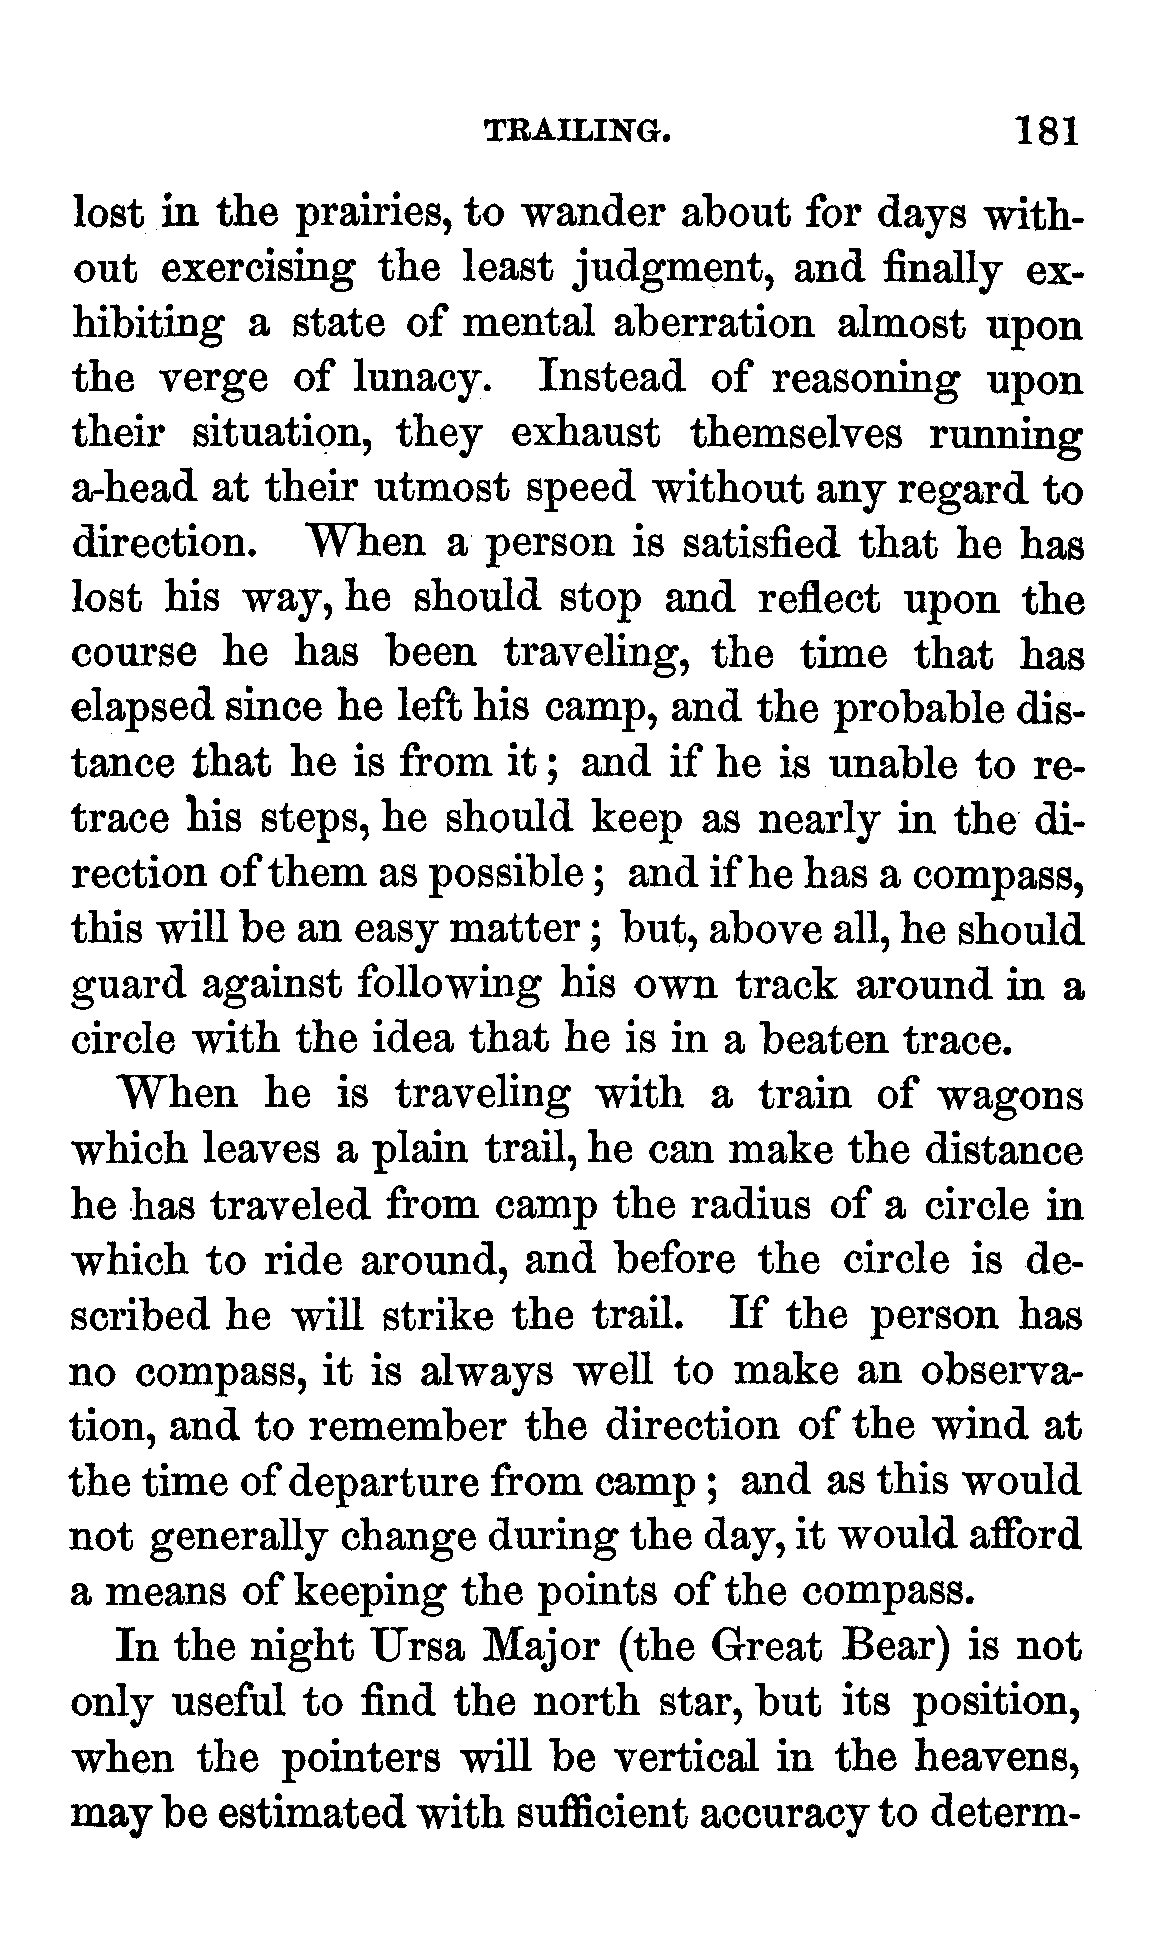 TRAILING. 181
lost in the prairies, to wander about for days with-
out exercising the least judgment, and finally ex-
hibiting a state of mental aberration almost upon
the verge of lunacy. Instead of reasoning upon
their situation, they exhaust themselves running
a-head at their utmost speed without any regard to
direction. When a person is satisfied that he has
lost his way, he should stop and reflect upon the
course he has been traveling, the time that has
elapsed since he left his camp, and the probable dis-
tance that he is from it; and if he is unable to re-
trace his steps, he should keep as nearly in the di-
rection of them as possible; and if he has a compass,
this will be an easy matter; but, above all, he should
guard against following his own track around in a
circle with the idea that he is in a beaten trace.
When he is traveling with a train of wagons
which leaves a plain trail, he can make the distance
he has traveled from camp the radius of a circle in
which to ride around, and before the circle is de-
scribed he will strike the trail. If the person has
no compass, it is always well to make an observa-
tion, and to remember the direction of the wind at
the time of departure from camp; and as this would
not generally change during the day, it would afford
a means of keeping the points of the compass.
In the night Ursa Major (the Great Bear) is not
only useful to find the north star, but its position,
when the pointers will be vertical in the heavens,
may be estimated with sufficient accuracy to determ-